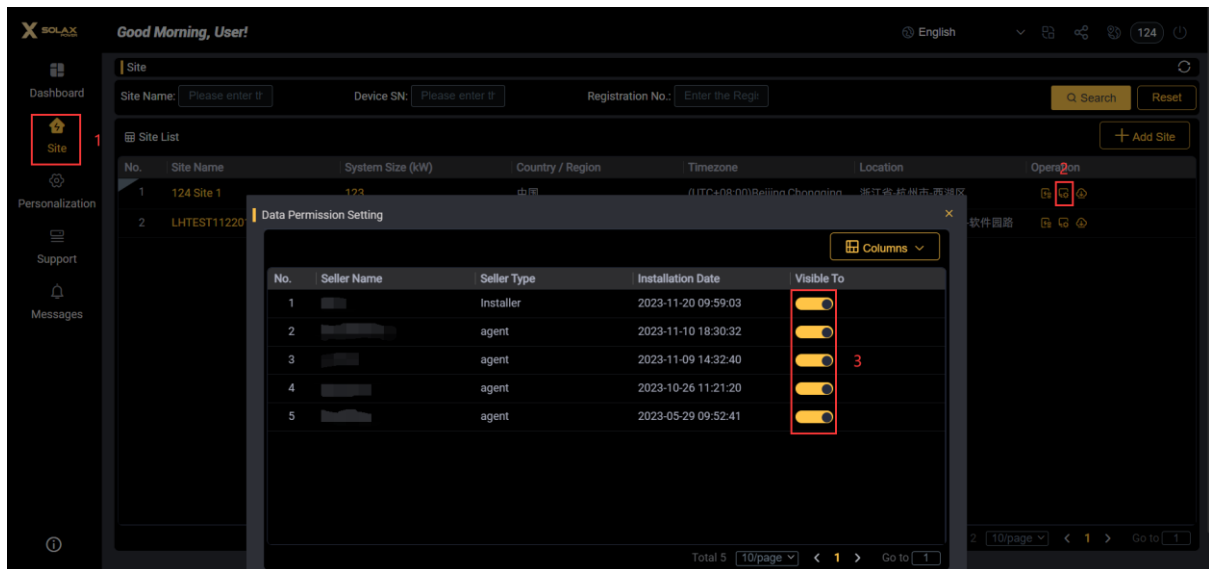 SOLAX POWER Good Morning, User! English 124
Dashboard
Site
1
Personalization
Support
Messages
Site
Site Name: Please enter th Device SN: Please enter tr Registration No.: Enter the Regi Search Reset
Site List + Add Site
No. Site Name System Size (kW) Country / Region Timezone Location Operation
2
1 124 Site 1 123 中国 (UTC+08:00)Beijing,Chongqing 浙江省-杭州市-西湖区
2 LHTEST11220 -软件园路
Data Permission Setting ×
Columns
No. Seller Name Seller Type Installation Date Visible To
1 Installer 2023-11-20 09:59:03
2 agent 2023-11-10 18:30:32
3 agent 2023-11-09 14:32:40 3
4 agent 2023-10-26 11:21:20
5 agent 2023-05-29 09:52:41
Total 5 10/page < 1 > Go to 1
2 10/page < 1 > Go to 1